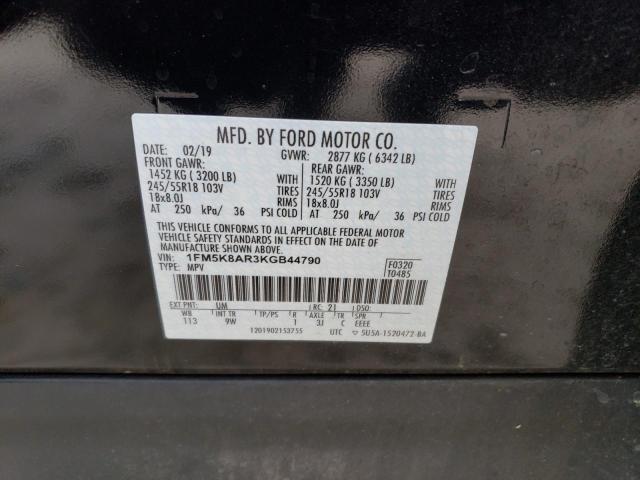 MFD. BY FORD MOTOR CO.
DATE: 02/19 GVWR: 2877 KG ( 6342 LB)
FRONT GAWR: REAR GAWR:
1452 KG ( 3200 LB) WITH 1520 KG ( 3350 LB) WITH
245/55R18 103V TIRES 245/55R18 103V TIRES
18x8.0J RIMS 18x8.0J RIMS
AT 250 kPa/ 36 PSI COLD AT 250 kPa/ 36 PSI COLD
THIS VEHICLE CONFORMS TO ALL APPLICABLE FEDERAL MOTOR
VEHICLE SAFETY STANDARDS IN EFFECT ON THE DATE OF
MANUFACTURE SHOWN ABOVE.
VIN: 1FM5K8AR3KGB44790 F0320
TYPE: MPV T0485
EXT PNT: UM RC: 21 DSO:
WB INT TR TP/PS R AXLE TR SPR
113 9W 1 3J C EEEE
1201902153755 UTC 5U5A-1520472-BA